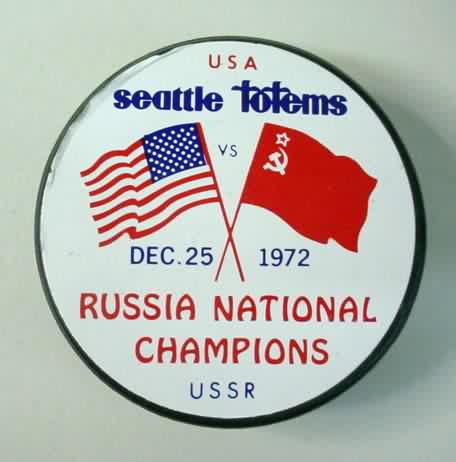 USA
seattle totems
VS
DEC. 25 1972
RUSSIA NATIONAL
CHAMPIONS
USSR